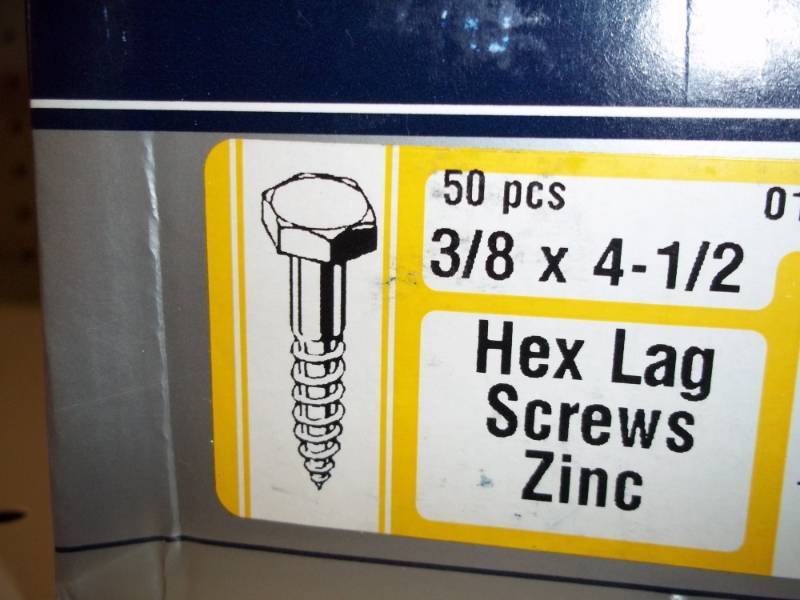 50 pcs
3/8 x 4-1/2
Hex Lag
Screws
Zinc